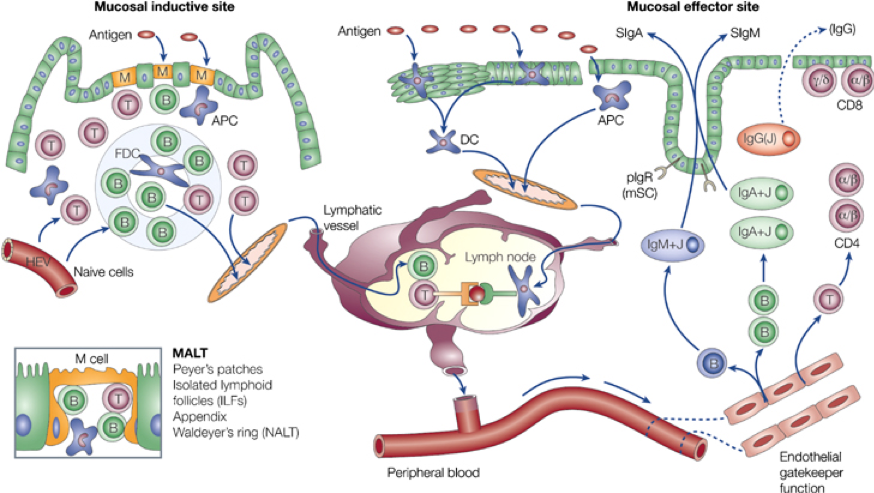 Mucosal inductive site
Antigen
M
M
M
T
B
T
APC
T
T
FDC
B
B
T
B
B
T
T
T
B
B
B
HEV
Naive cells
Lymphatic
vessel
M cell
B
T
B
MALT
Peyer's patches
Isolated lymphoid
follicles (ILFs)
Appendix
Waldeyer's ring (NALT)
Mucosal effector site
Antigen
SIgA
SIgM
(IgG)
γ/δ
α/β
CD8
DC
APC
IgG(J)
pIgR
(mSC)
IgA+J
α/β
α/β
CD4
IgA+J
IgM+J
Lymph node
B
T
B
T
B
B
Peripheral blood
Endothelial
gatekeeper
function